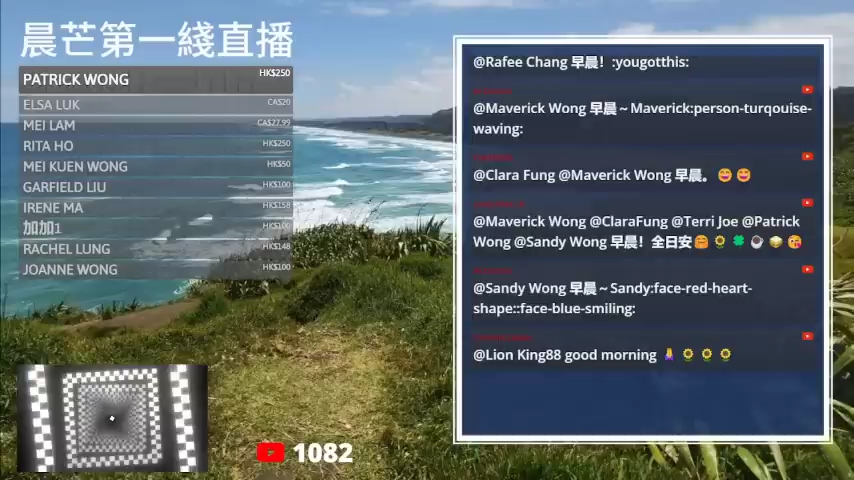 晨芒第一綫直播
PATRICK WONG HK$250
ELSA LUK CA$20
MEI LAM CA$27.99
RITA HO HK$250
MEI KUEN WONG HK$50
GARFIELD LIU HK$100
IRENE MA HK$158
加加1
RACHEL LUNG HK$148
JOANNE WONG HK$100
@Rafee Chang 早晨！:yougotthis:
@Maverick Wong 早晨～Maverick:person-turqouise-
waving:
@Clara Fung @Maverick Wong 早晨。😄😄
@Maverick Wong @ClaraFung @Terri Joe @Patrick
Wong @Sandy Wong 早晨！全日安🤗🌻🍀☕🥪😘
@Sandy Wong 早晨～Sandy:face-red-heart-
shape::face-blue-smiling:
@Lion King88 good morning 🙏🌻🌻🌻
1082